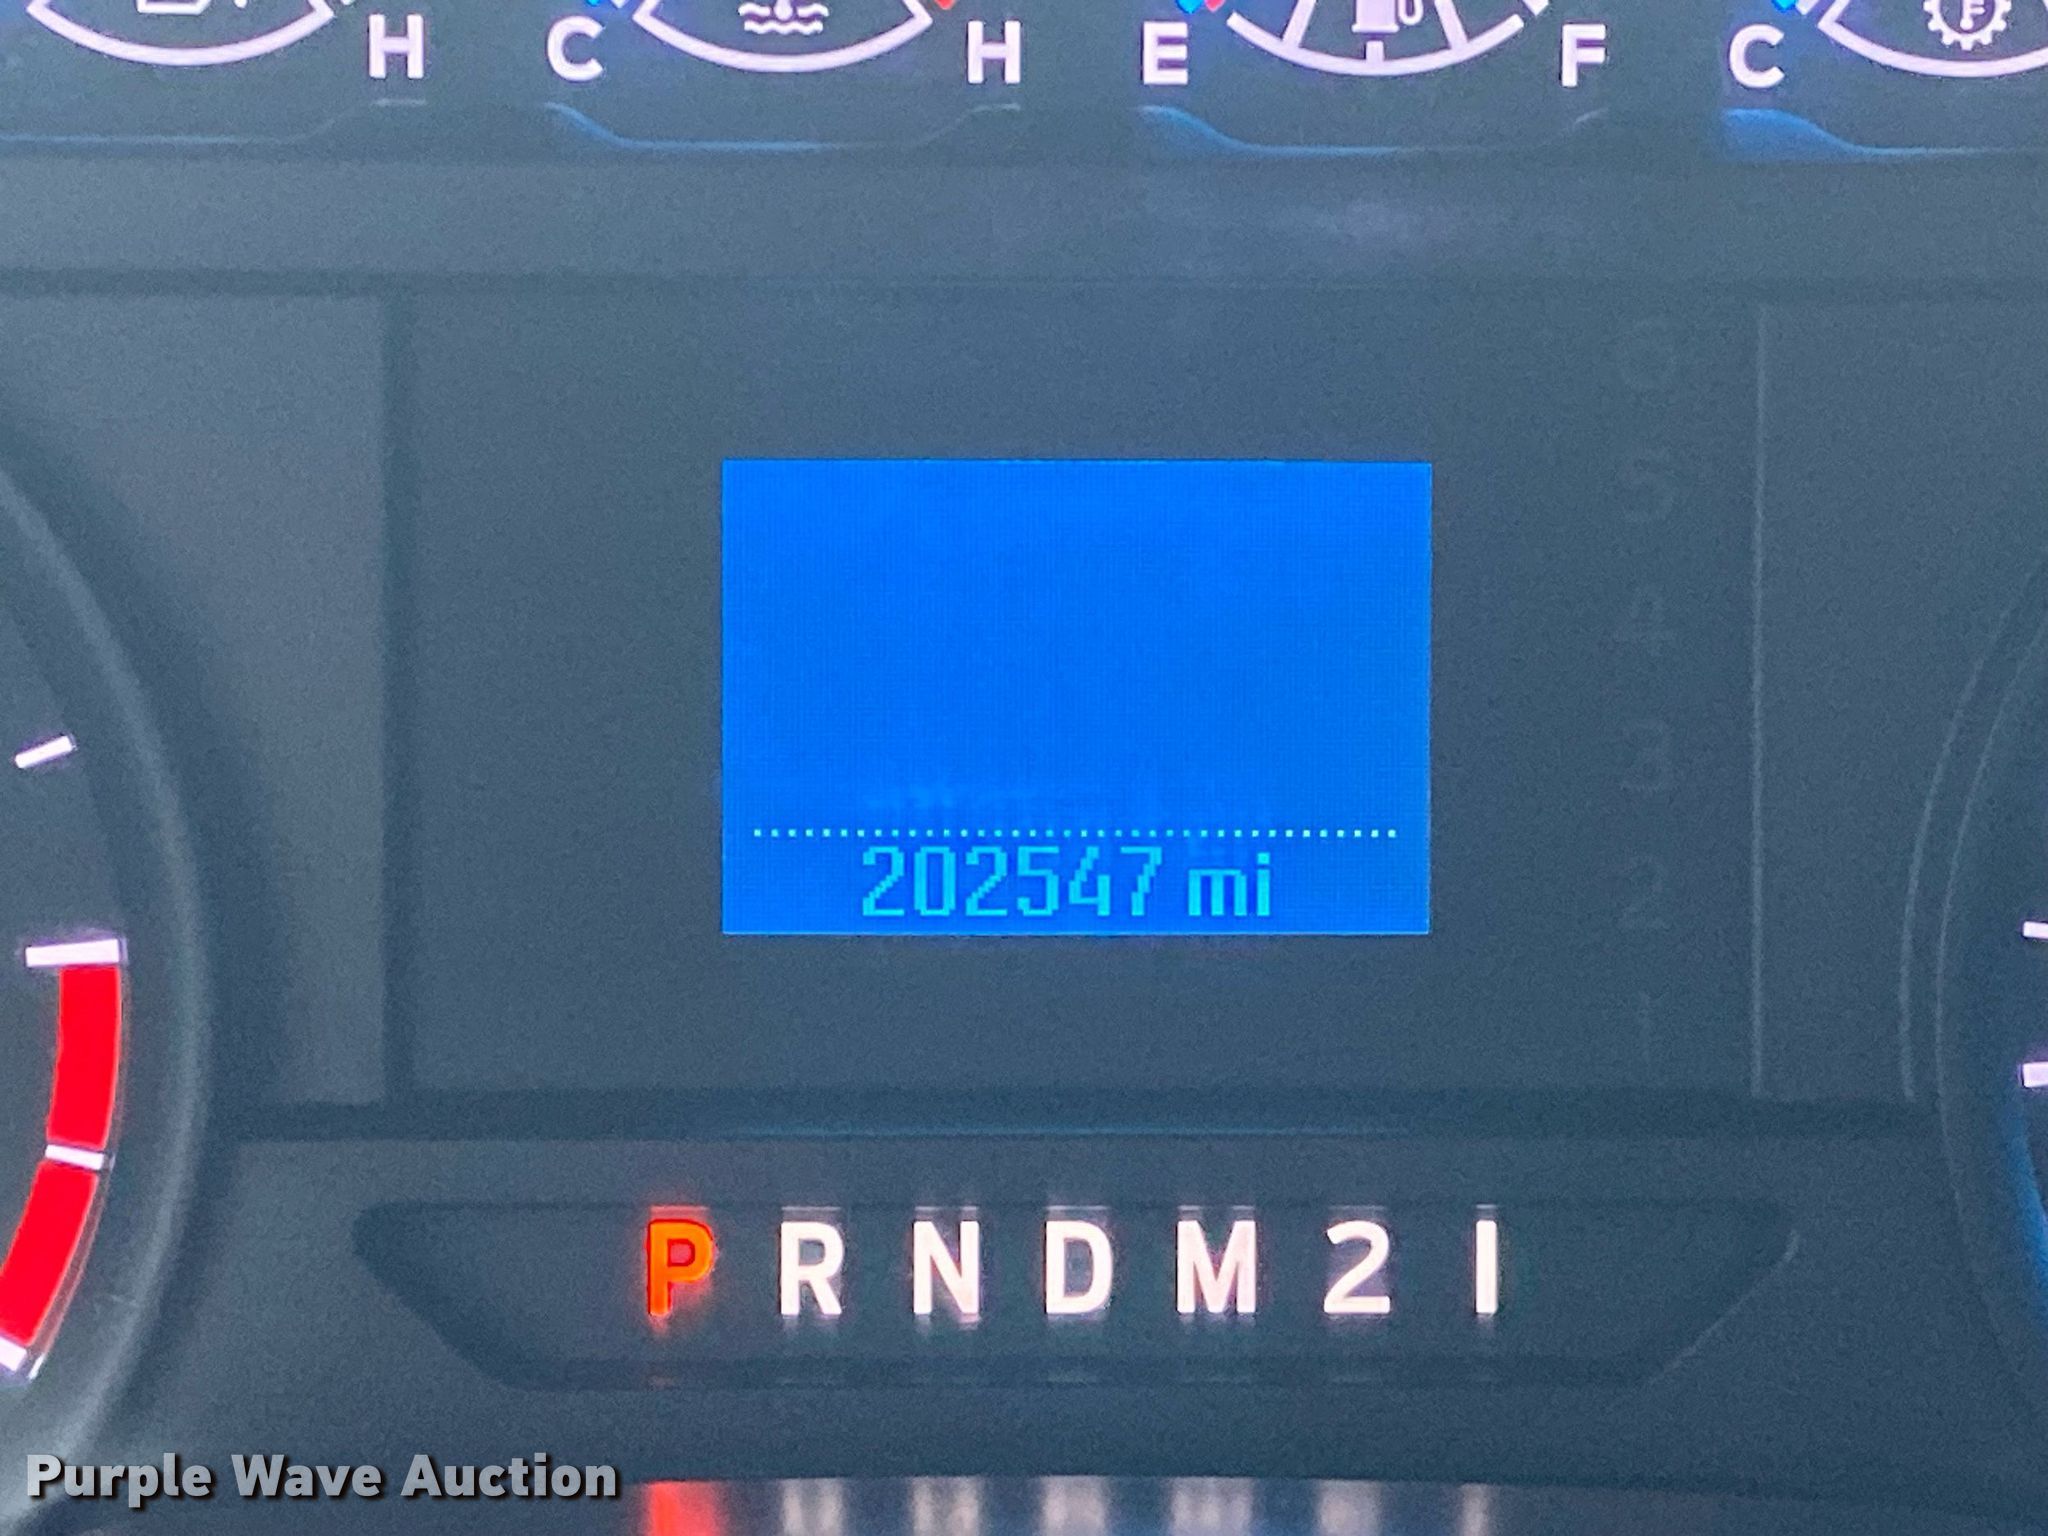 H C H E F C
F
202547 mi
P R N D M 2 1
Purple Wave Auction